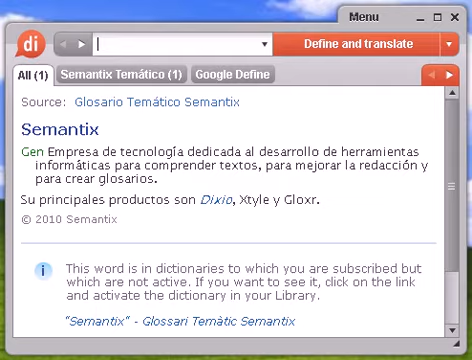 Menu
di
Define and translate
All (1)
Semantix Temático (1)
Google Define
Source: Glosario Temático Semantix
Semantix
Gen Empresa de tecnología dedicada al desarrollo de herramientas
informáticas para comprender textos, para mejorar la redacción y
para crear glosarios.
Su principales productos son Dixio, Xtyle y Gloxr.
© 2010 Semantix
i
This word is in dictionaries to which you are subscribed but
which are not active. If you want to see it, click on the link
and activate the dictionary in your Library.
"Semantix" - Glossari Temàtic Semantix